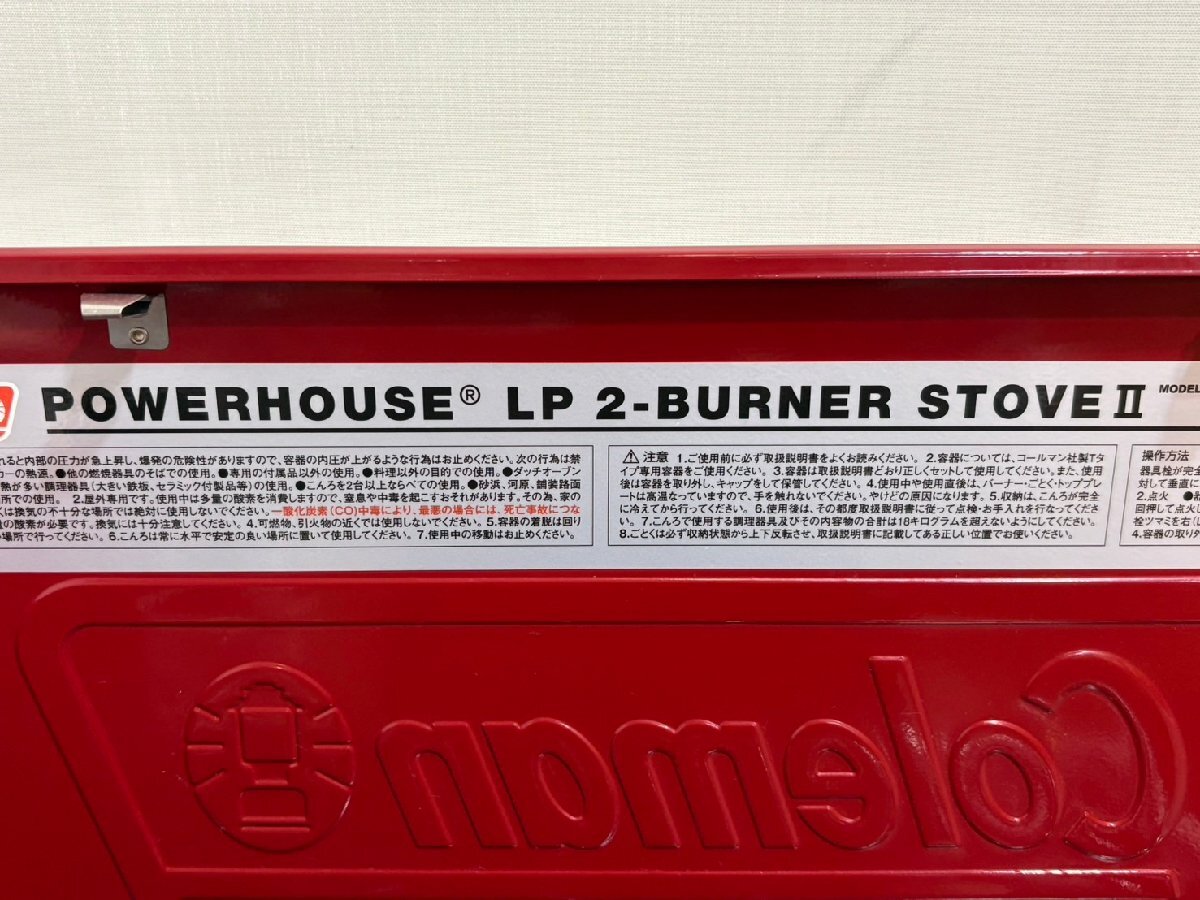 POWERHOUSE® LP 2-BURNER STOVE II MODEL
れると内部の圧力が急上昇し、爆発の危険性がありますので、容器の内圧が上がるような行為はお止めください。次の行為は禁
カーの熱源。●他の燃焼器具のそばでの使用。●専用の付属品以外の使用。●料理以外の目的での使用。●ダッチオーブン
熱が多い調理器具(大きい鉄板、セラミック付製品等)の使用。●こんろを2台以上ならべての使用。●砂浜、河原、舗装路面
所での使用。 2.屋外専用です。使用中は多量の酸素を消費しますので、窒息や中毒を起こすおそれがあります。その為、家の
は換気の不十分な場所では絶対に使用しないでください。一酸化炭素(CO)中毒により、最悪の場合には、死亡事故につな
の酸素が必要です。換気には十分注意してください。 4.可燃物、引火物の近くでは使用しないでください。 5.容器の着脱は回り
場所で行ってください。 6.こんろは常に水平で安定の良い場所に置いて使用してください。 7.使用中の移動はお止めください。
⚠注意 1.ご使用前に必ず取扱説明書をよくお読みください。 2.容器については、コールマン社製Tタ
イプ専用容器をご使用ください。 3.容器は取扱説明書どおり正しくセットして使用してください。また、使用
後は容器を取り外し、キャップをして保管してください。 4.使用中や使用直後は、バーナー・ごとく・トッププレ
ートは高温なっていますので、手を触れないでください。やけどの原因になります。 5.収納は、こんろが完全
に冷えてから行ってください。 6.使用後は、その都度取扱説明書に従って点検・お手入れを行なってくださ
い。 7.こんろで使用する調理器具及びその内容物の合計は18キログラムを超えないようにしてください。
8.ごとくは必ず収納状態から上下反転させ、取扱説明書に記載してある正しい位置でお使いください。
操作方法
器具栓が完全
対して垂直に
2.点火 ●
回押して点火し
栓ツマミを右
4.容器の取り外
Coleman